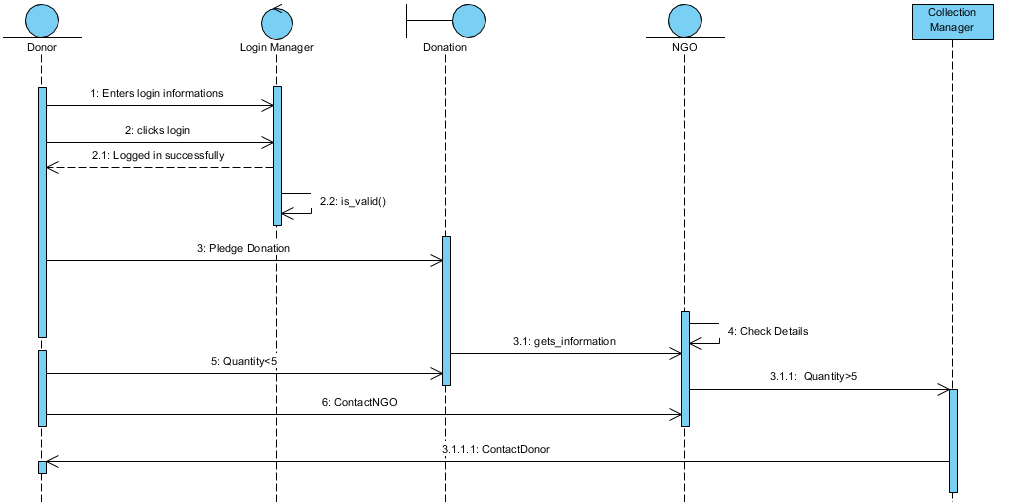 Donor
Login Manager
Donation
NGO
Collection
Manager
1: Enters login informations
2: clicks login
2.1: Logged in successfully
2.2: is_valid()
3: Pledge Donation
4: Check Details
3.1: gets_information
5: Quantity<5
3.1.1:  Quantity>5
6: ContactNGO
3.1.1.1: ContactDonor